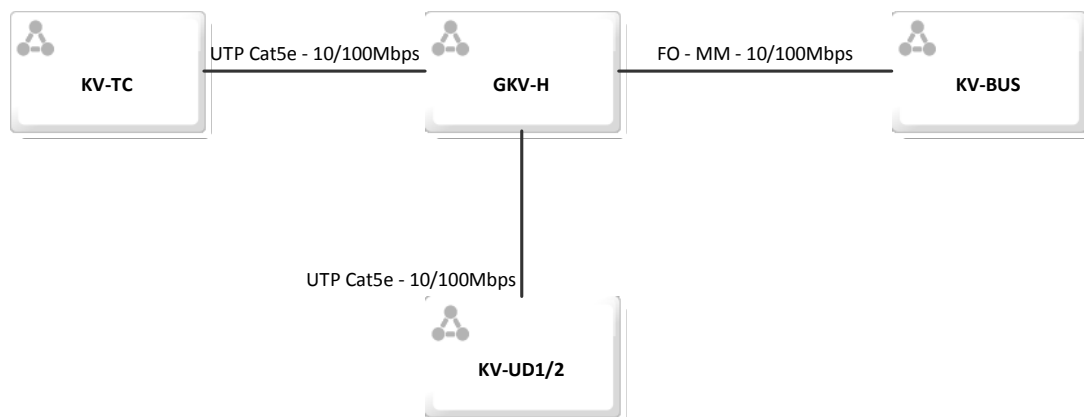 UTP Cat5e - 10/100Mbps
FO - MM - 10/100Mbps
KV-TC
GKV-H
KV-BUS
UTP Cat5e - 10/100Mbps
KV-UD1/2